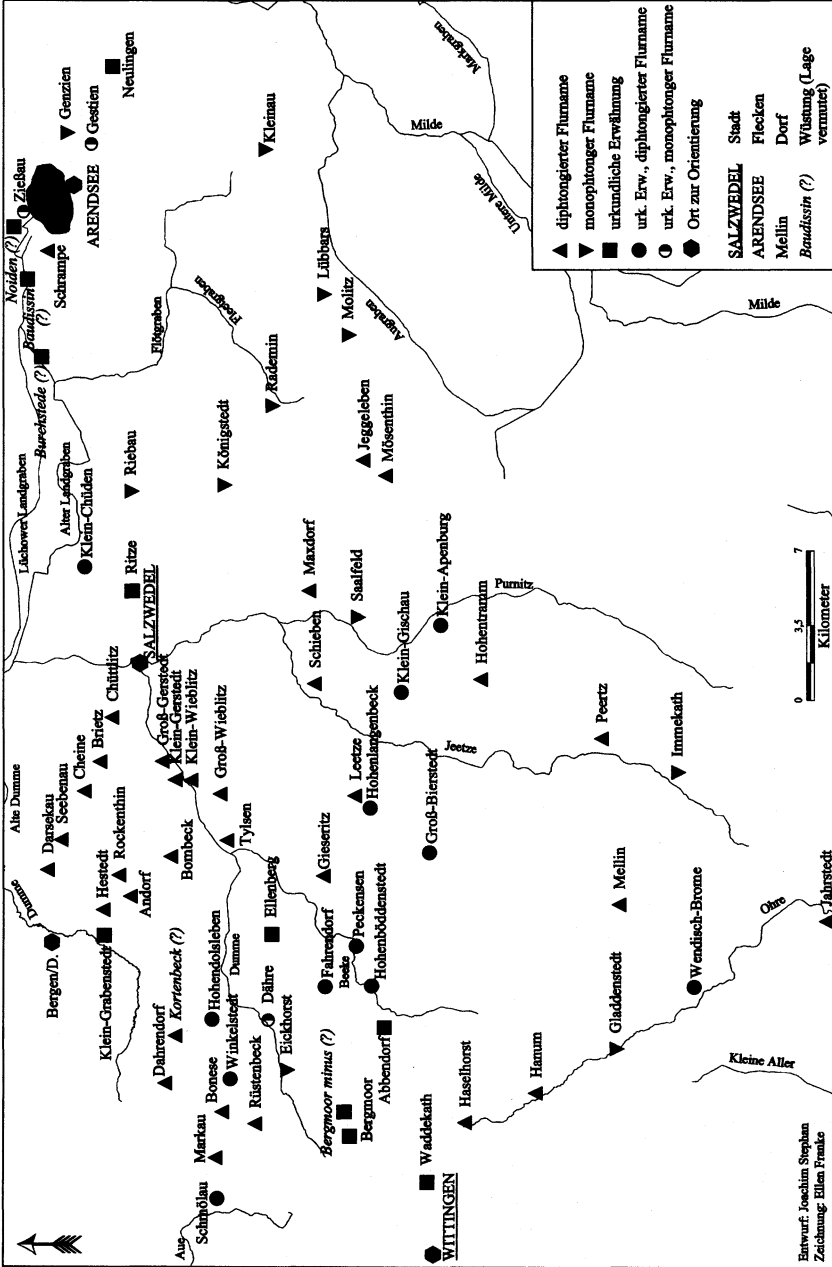 Aue
Schmölau
Markau
Bonese
Winkelstedt
Rüstenbeck
Dahrendorf
Kortenbeck (?)
Hohendolsleben
Dumme
Dähre
Eickhorst
Ellenberg
Bergen/D.
Dumme
Klein-Grabenstedt
Hestedt
Rockenthin
Andorf
Darsekau
Seebenau
Alte Dumme
Cheine
Brietz
Chüttlitz
Bombeck
Tylsen
Groß-Gerstedt
Klein-Gerstedt
Klein-Wieblitz
Groß-Wieblitz
SALZWEDEL
Ritze
Riebau
Klein-Chüden
Lüchower Landgraben
Alter Landgraben
Burchstede (?)
Baudissin
(?)
Noiden (?)
Zießau
Schrampe
ARENDSEE
Genzien
Gestien
Neulingen
Flötgraben
Fleetgraben
Kleinau
Königstedt
Rademin
Lübbars
Molitz
Augraben
Jeggeleben
Mösenthin
Milde
Markgraben
Untere Milde
Milde
Maxdorf
Saalfeld
Schieben
Klein-Gischau
Klein-Apenburg
Hohentramm
Purnitz
Jeetze
Leetze
Hohenlangenbeck
Groß-Bierstedt
Peertz
Immekath
Gieseritz
Fahrendorf
Peckensen
Beeke
Hohenböddenstedt
Abbendorf
Bergmoor minus (?)
Bergmoor
Waddekath
WITTINGEN
Haselhorst
Hanum
Gladdenstedt
Mellin
Wendisch-Brome
Ohre
Jahrstedt
Kleine Aller
0 3,5 7
Kilometer
diphtongierter Flurname
monophtonger Flurname
urkundliche Erwähnung
urk. Erw., diphtongierter Flurname
urk. Erw., monophtonger Flurname
Ort zur Orientierung
SALZWEDEL Stadt
ARENDSEE Flecken
Mellin Dorf
Baudissin (?) Wüstung (Lage
vermutet)
Entwurf: Joachim Stephan
Zeichnung: Ellen Franke